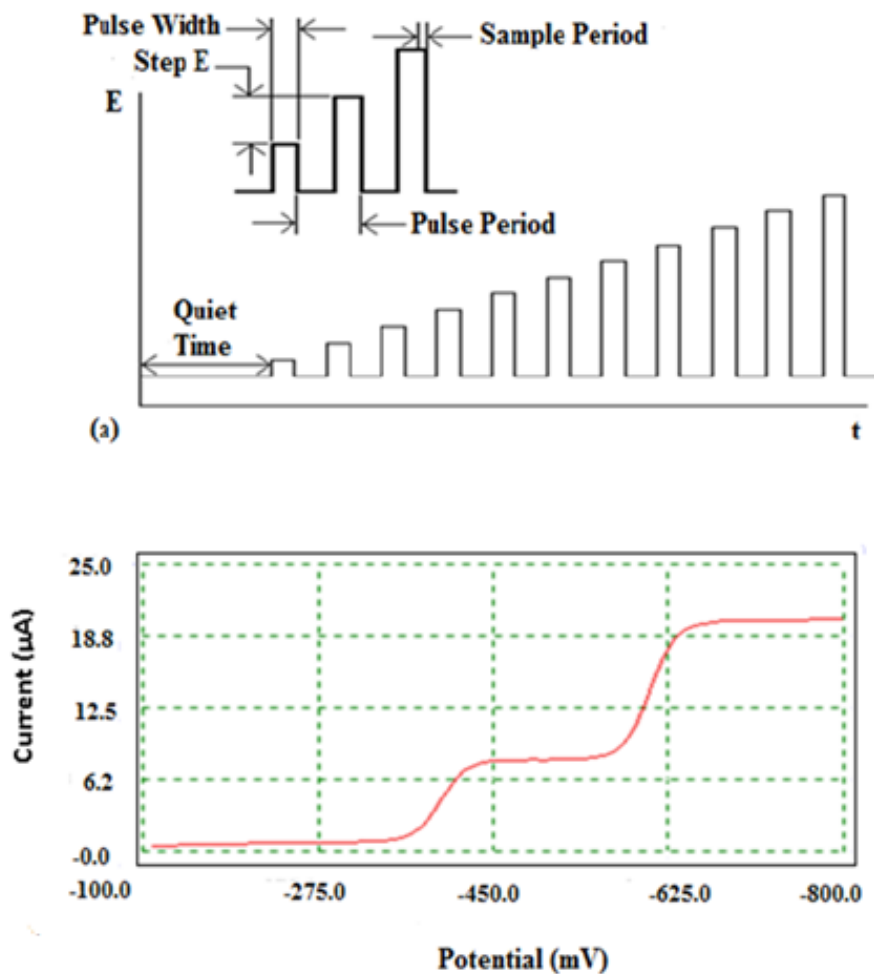 Pulse Width
Sample Period
Step E
E
Pulse Period
Quiet
Time
(a)
t
25.0
18.8
12.5
6.2
-0.0
Current (µA)
-100.0 -275.0 -450.0 -625.0 -800.0
Potential (mV)